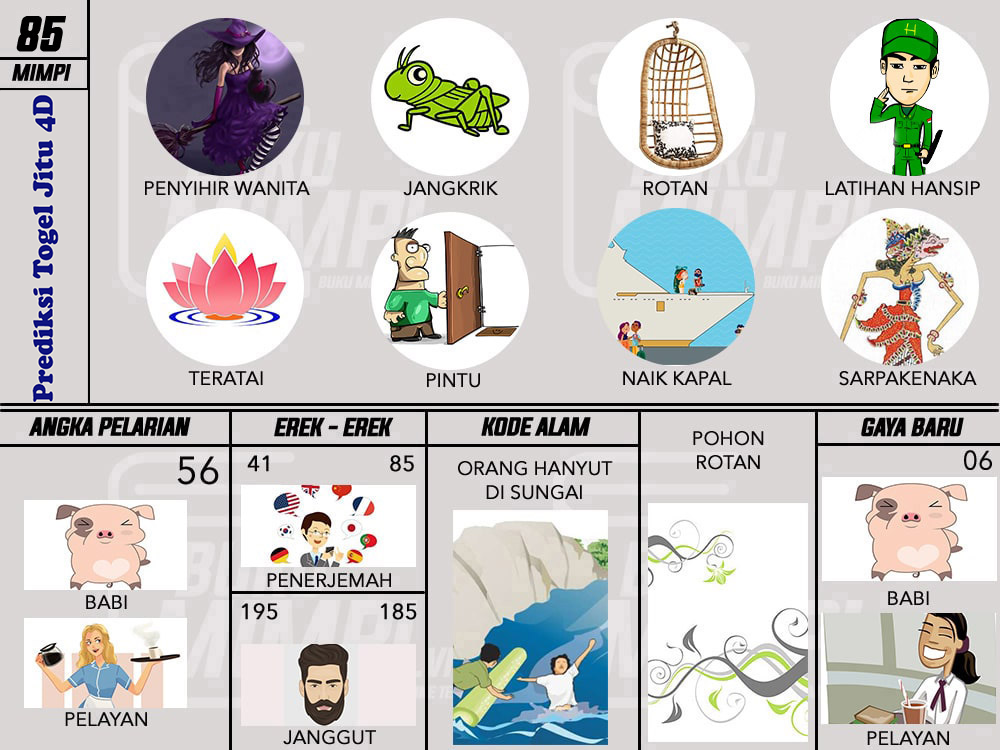 85
MIMPI
Prediksi Togel Jitu 4D
PENYIHIR WANITA
JANGKRIK
ROTAN
LATIHAN HANSIP
H
TERATAI
PINTU
NAIK KAPAL
SARPAKENAKA
ANGKA PELARIAN
56
BABI
PELAYAN
EREK - EREK
41 85
PENERJEMAH
195 185
JANGGUT
KODE ALAM
ORANG HANYUT
DI SUNGAI
POHON
ROTAN
GAYA BARU
06
BABI
PELAYAN
BUKU
MIMPI